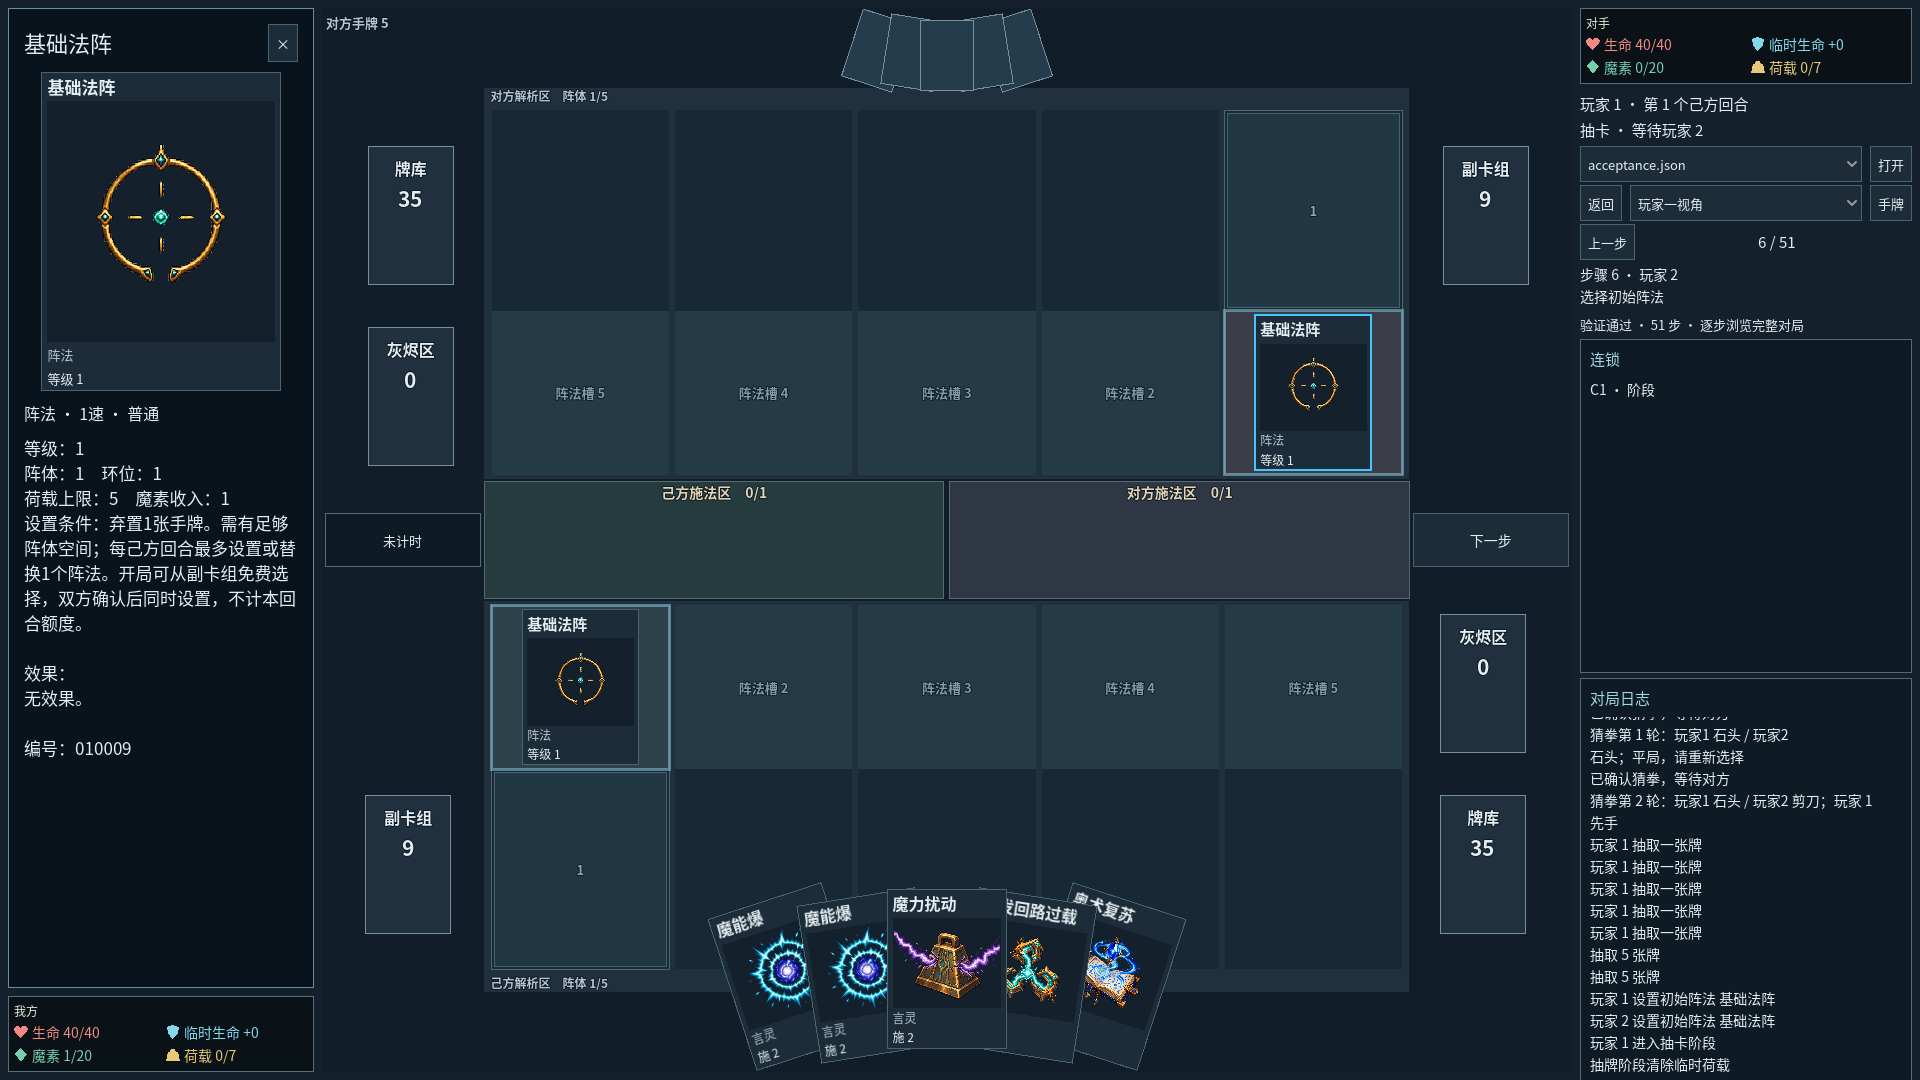 基础法阵
×
基础法阵
阵法
等级 1
阵法 · 1速 · 普通
等级：1
阵体：1　环位：1
荷载上限：5　魔素收入：1
设置条件：弃置1张手牌。需有足够
阵体空间；每己方回合最多设置或替
换1个阵法。开局可从副卡组免费选
择，双方确认后同时设置，不计本回
合额度。
效果：
无效果。
编号：010009
我方
生命 40/40
临时生命 +0
魔素 1/20
荷载 0/7
对方手牌 5
对方解析区　阵体 1/5
牌库
35
灰烬区
0
副卡组
9
1
阵法槽 5
阵法槽 4
阵法槽 3
阵法槽 2
基础法阵
阵法
等级 1
己方施法区　0/1
对方施法区　0/1
未计时
下一步
基础法阵
阵法
等级 1
阵法槽 2
阵法槽 3
阵法槽 4
阵法槽 5
1
灰烬区
0
副卡组
9
牌库
35
己方解析区　阵体 1/5
魔能爆
言灵
施 2
魔能爆
言灵
施 2
魔力扰动
言灵
施 2
发回路过载
奥术复苏
对手
生命 40/40
临时生命 +0
魔素 0/20
荷载 0/7
玩家 1 · 第 1 个己方回合
抽卡 · 等待玩家 2
acceptance.json
打开
返回
玩家一视角
手牌
上一步
6 / 51
步骤 6 · 玩家 2
选择初始阵法
验证通过 · 51 步 · 逐步浏览完整对局
连锁
C1 · 阶段
对局日志
已确认猜拳，等待对方
猜拳第 1 轮：玩家1 石头 / 玩家2
石头；平局，请重新选择
已确认猜拳，等待对方
猜拳第 2 轮：玩家1 石头 / 玩家2 剪刀；玩家 1
先手
玩家 1 抽取一张牌
玩家 1 抽取一张牌
玩家 1 抽取一张牌
玩家 1 抽取一张牌
玩家 1 抽取一张牌
抽取 5 张牌
抽取 5 张牌
玩家 1 设置初始阵法 基础法阵
玩家 2 设置初始阵法 基础法阵
玩家 1 进入抽卡阶段
抽牌阶段清除临时荷载